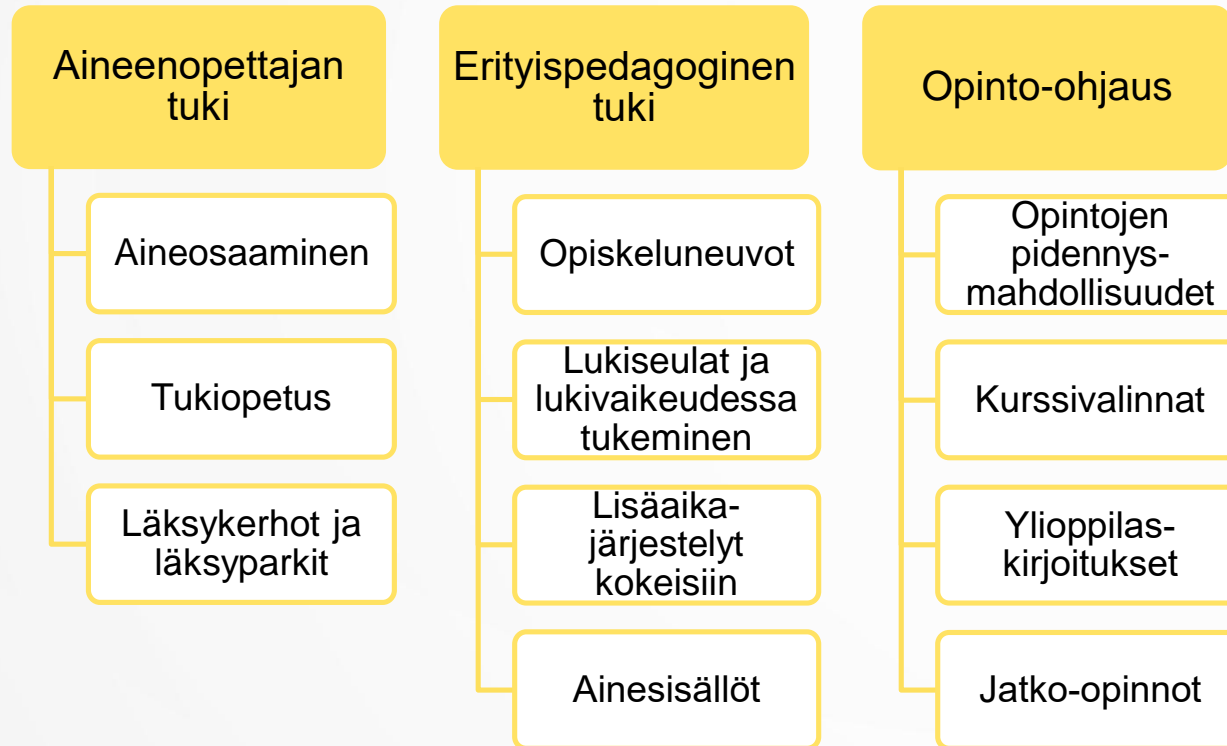 Aineenopettajan
tuki
Aineosaaminen
Tukiopetus
Läksykerhot ja
läksyparkit
Erityispedagoginen
tuki
Opiskeluneuvot
Lukiseulat ja
lukivaikeudessa
tukeminen
Lisäaika-
järjestelyt
kokeisiin
Ainesisällöt
Opinto-ohjaus
Opintojen
pidennys-
mahdollisuudet
Kurssivalinnat
Ylioppilas-
kirjoitukset
Jatko-opinnot